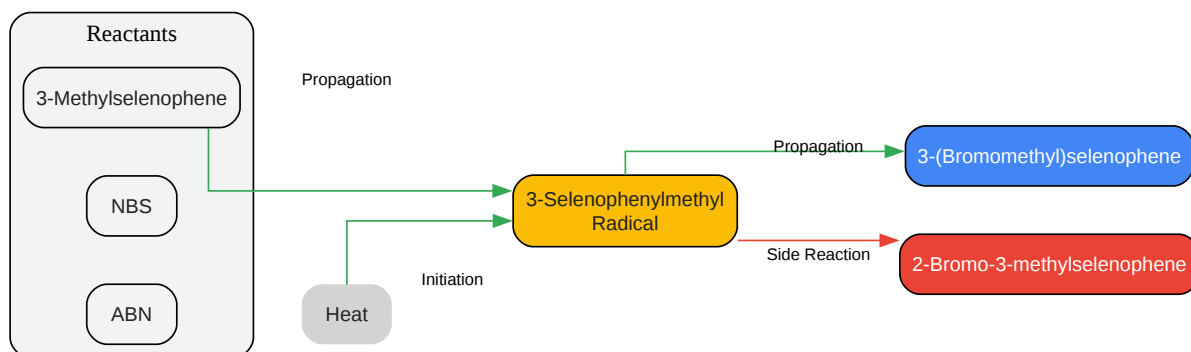 Reactants
3-Methylselenophene
Propagation
Propagation
3-(Bromomethyl)selenophene
NBS
3-Selenophenylmethyl
Radical
Side Reaction
2-Bromo-3-methylselenophene
Initiation
ABN
Heat